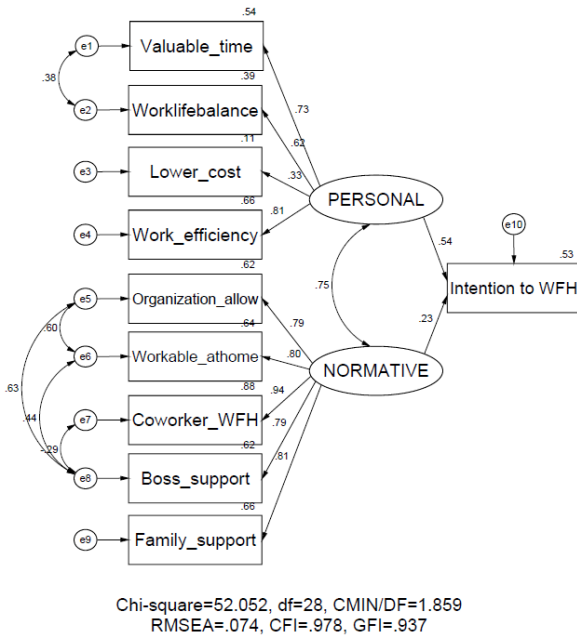 .54
e1
Valuable_time
.39
.38
.73
e2
Worklifebalance
.11
.62
e3
Lower_cost
.33
.66
PERSONAL
e4
Work_efficiency
.81
.62
e10
.54
.53
Intention to WFH
.75
e5
Organization_allow
.60
.64
.79
.23
e6
Workable_athome
.88
.80
NORMATIVE
.63
.44
.94
e7
Coworker_WFH
.79
.62
-.29
e8
Boss_support
.81
.66
e9
Family_support
Chi-square=52.052, df=28, CMIN/DF=1.859
RMSEA=.074, CFI=.978, GFI=.937